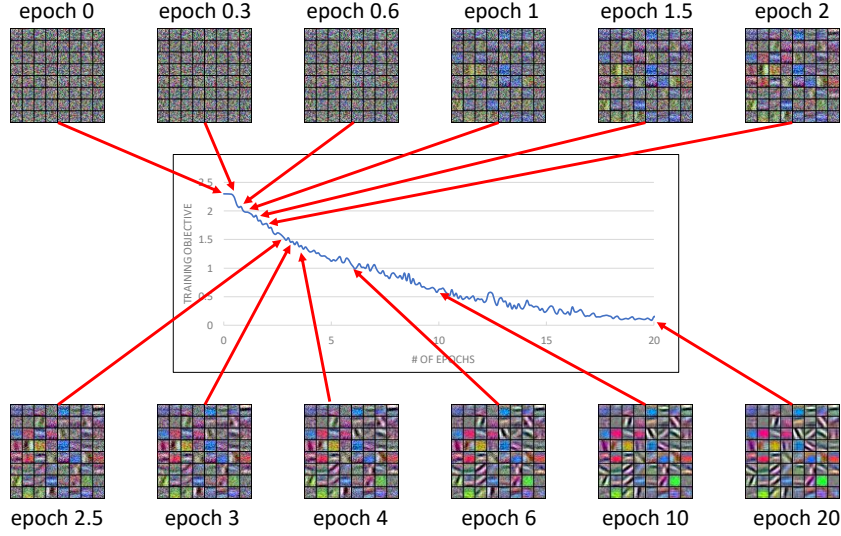 epoch 0
epoch 0.3
epoch 0.6
epoch 1
epoch 1.5
epoch 2
2.5
2
1.5
1
0.5
0
TRAINING OBJECTIVE
0
5
10
15
20
# OF EPOCHS
epoch 2.5
epoch 3
epoch 4
epoch 6
epoch 10
epoch 20